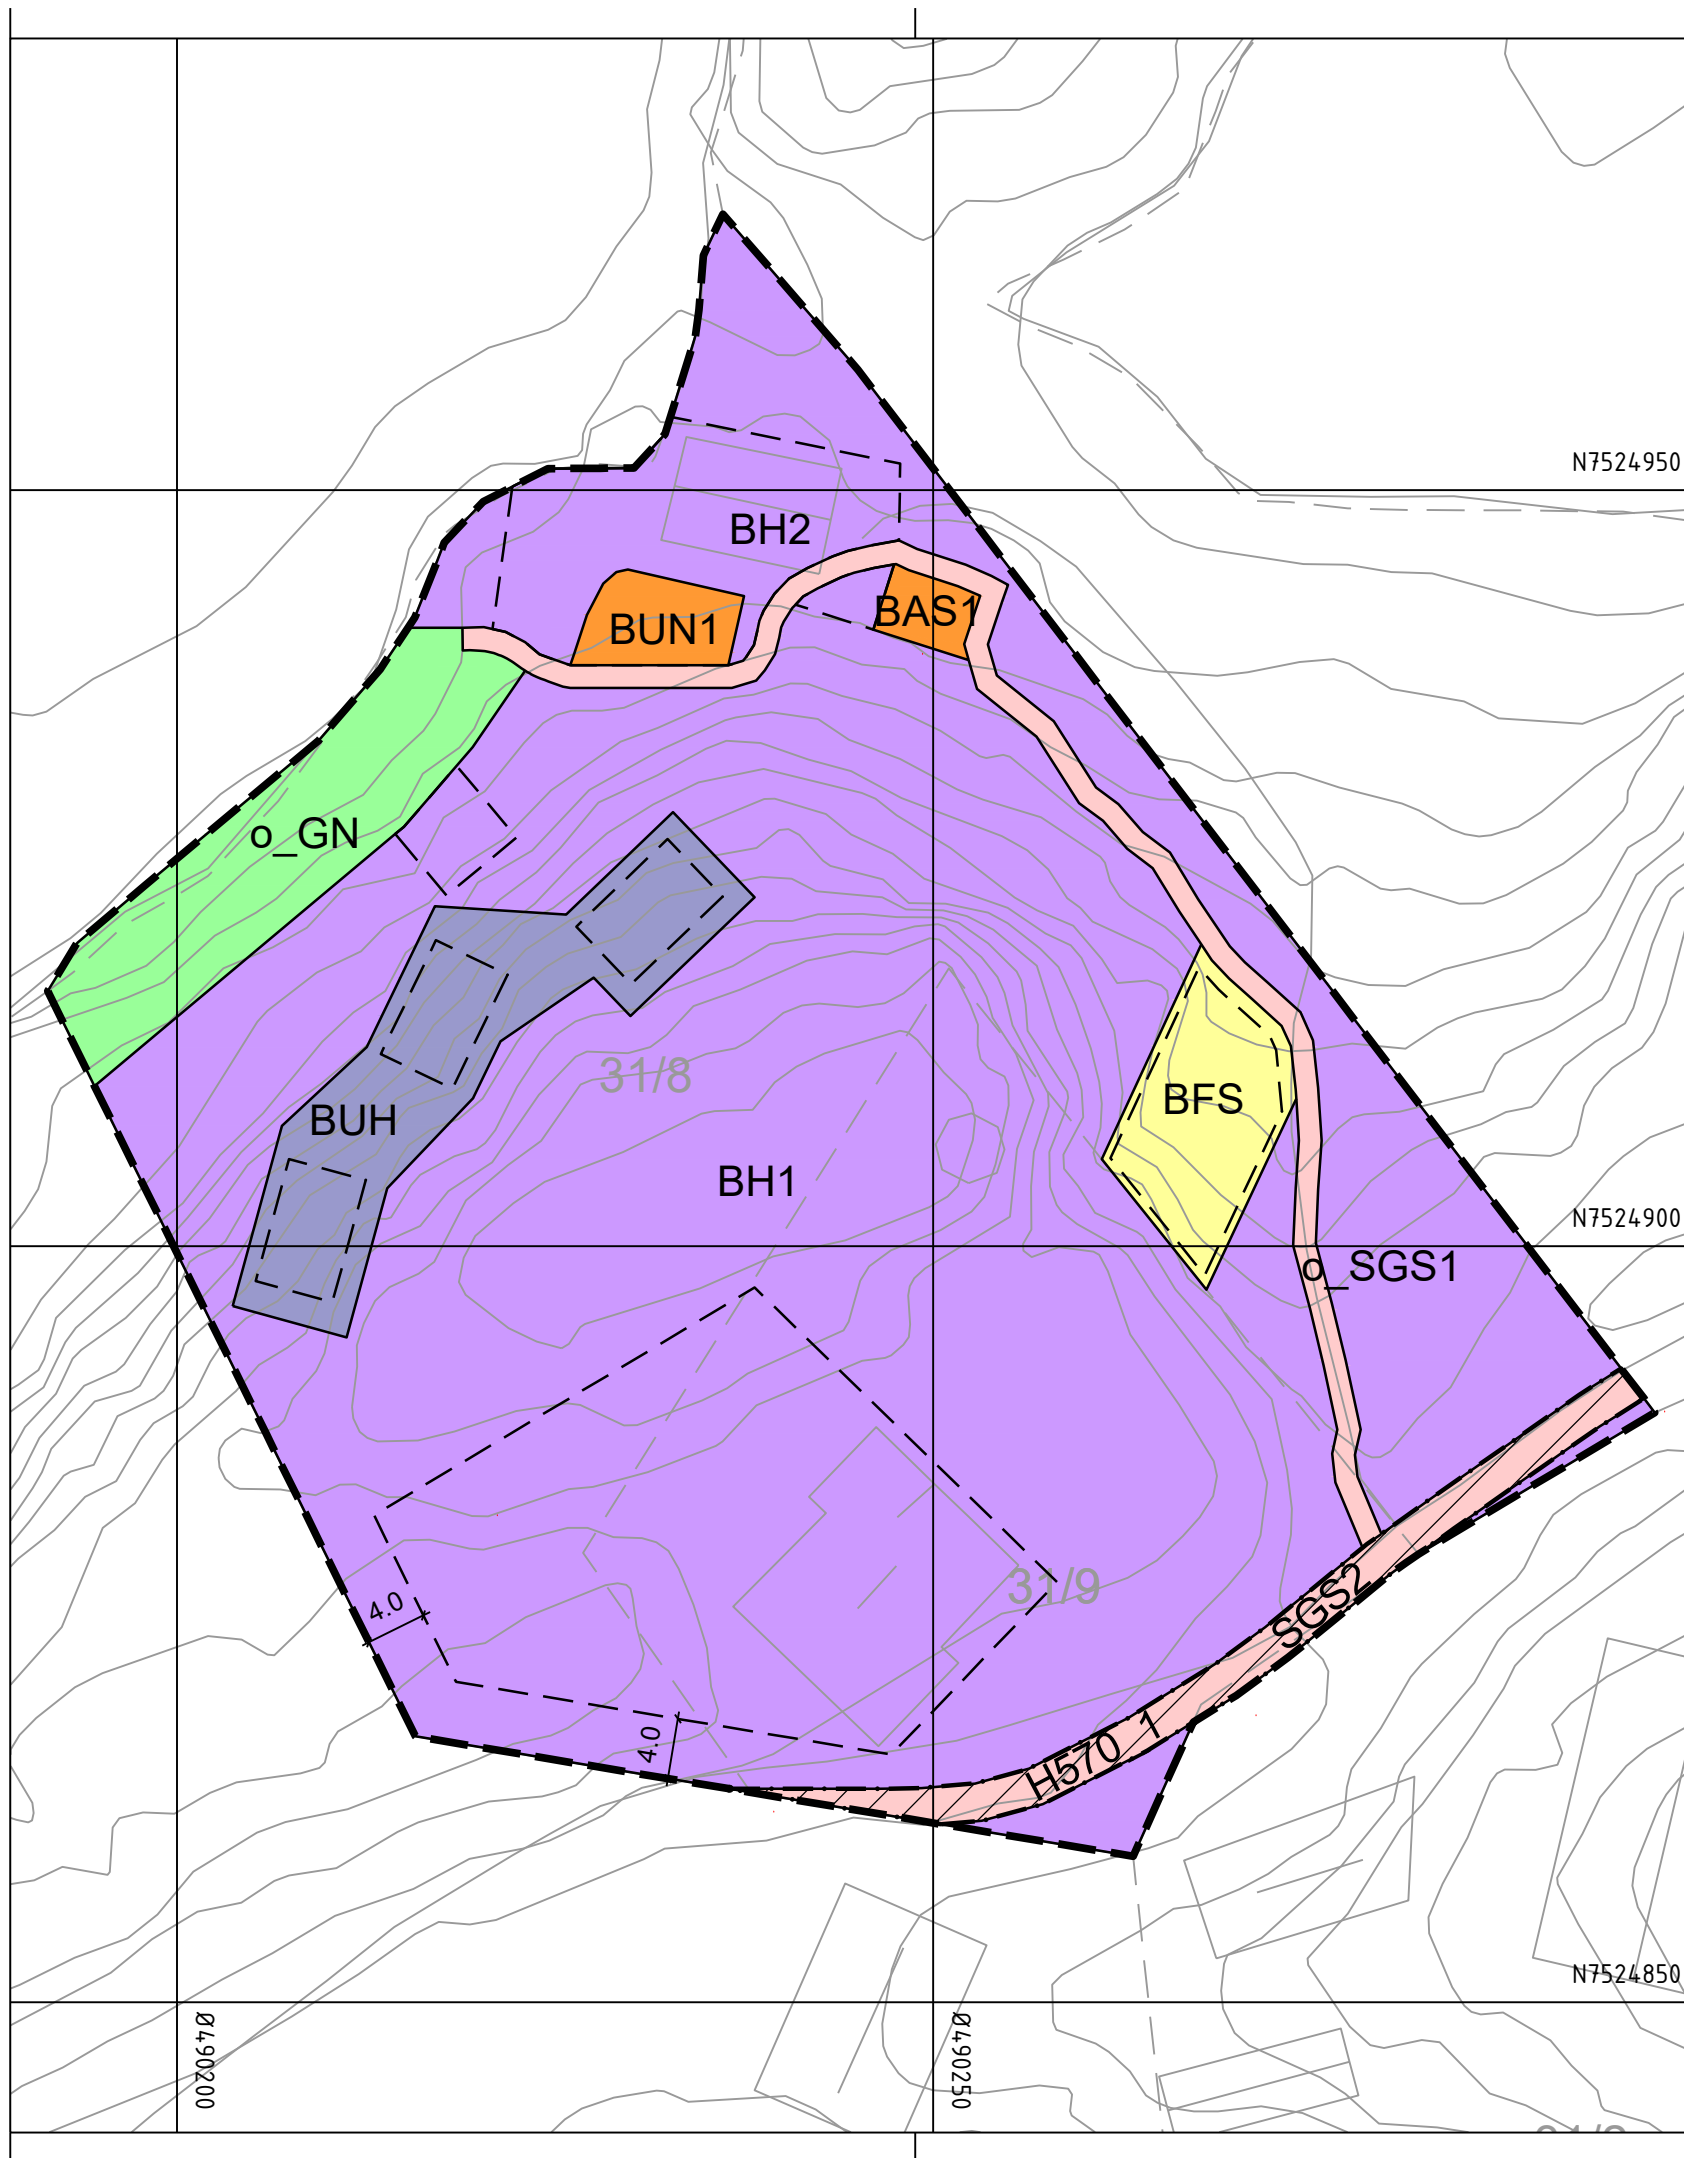 N7524950
BH2
BAS1
BUN1
o_GN
31/8
BFS
BUH
BH1
N7524900
o_SGS1
31/9
SGS2
4.0
4.0
H570_1
N7524850
Ø490200
Ø490250